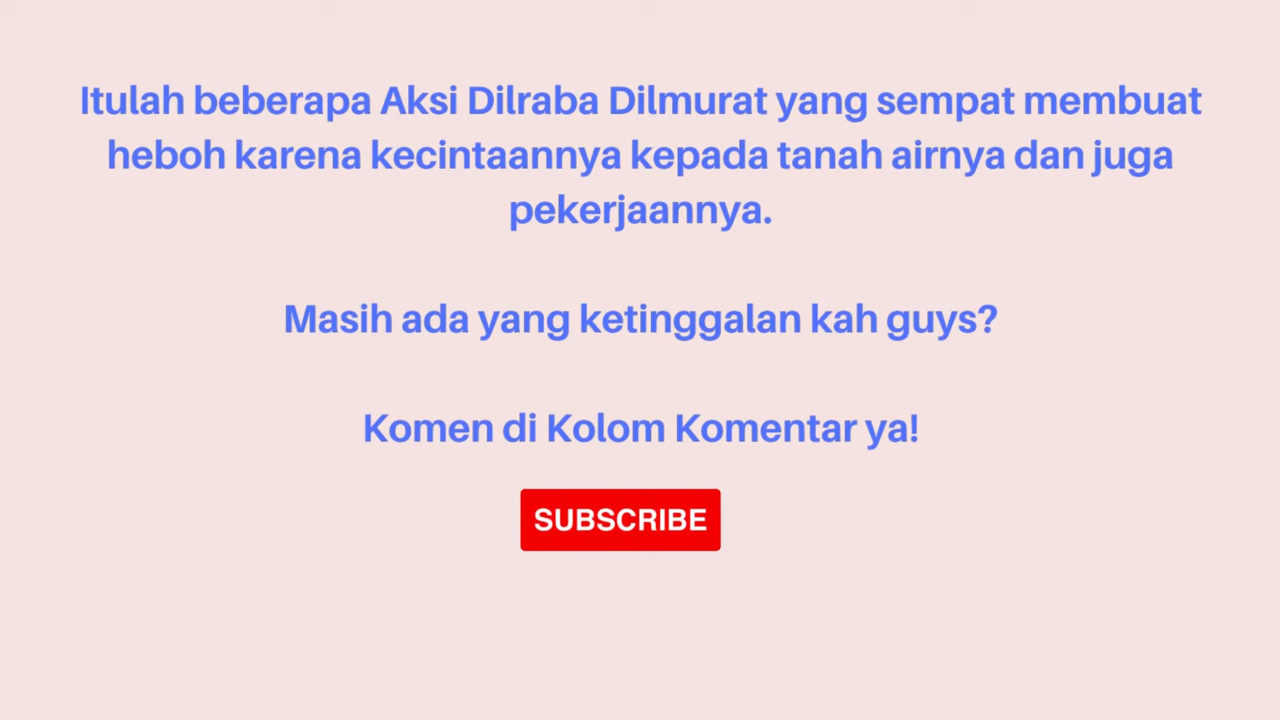 Itulah beberapa Aksi Dilraba Dilmurat yang sempat membuat
heboh karena kecintaannya kepada tanah airnya dan juga
pekerjaannya.
Masih ada yang ketinggalan kah guys?
Komen di Kolom Komentar ya!
SUBSCRIBE